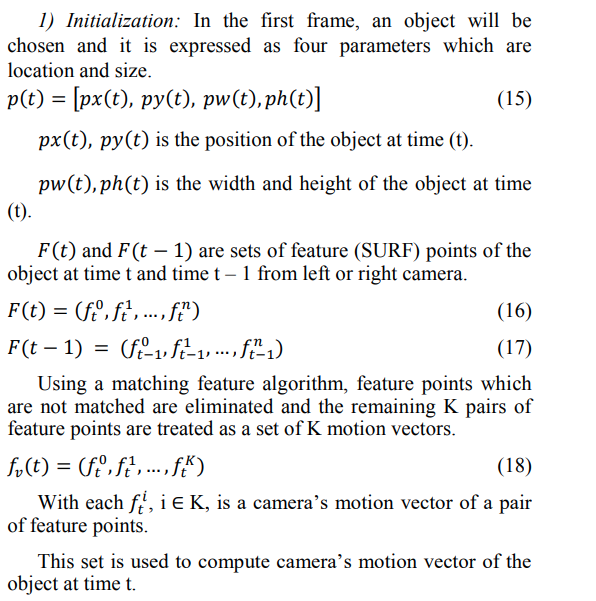 1) Initialization: In the first frame, an object will be
chosen and it is expressed as four parameters which are
location and size.
p(t) = [px(t), py(t), pw(t), ph(t)] (15)
px(t), py(t) is the position of the object at time (t).
pw(t), ph(t) is the width and height of the object at time
(t).
F(t) and F(t − 1) are sets of feature (SURF) points of the
object at time t and time t – 1 from left or right camera.
F(t) = (f_t^0, f_t^1, …, f_t^n) (16)
F(t − 1) = (f_{t−1}^0, f_{t−1}^1, …, f_{t−1}^n) (17)
Using a matching feature algorithm, feature points which
are not matched are eliminated and the remaining K pairs of
feature points are treated as a set of K motion vectors.
f_v(t) = (f_t^0, f_t^1, …, f_t^K) (18)
With each f_t^i, i ∈ K, is a camera's motion vector of a pair
of feature points.
This set is used to compute camera's motion vector of the
object at time t.